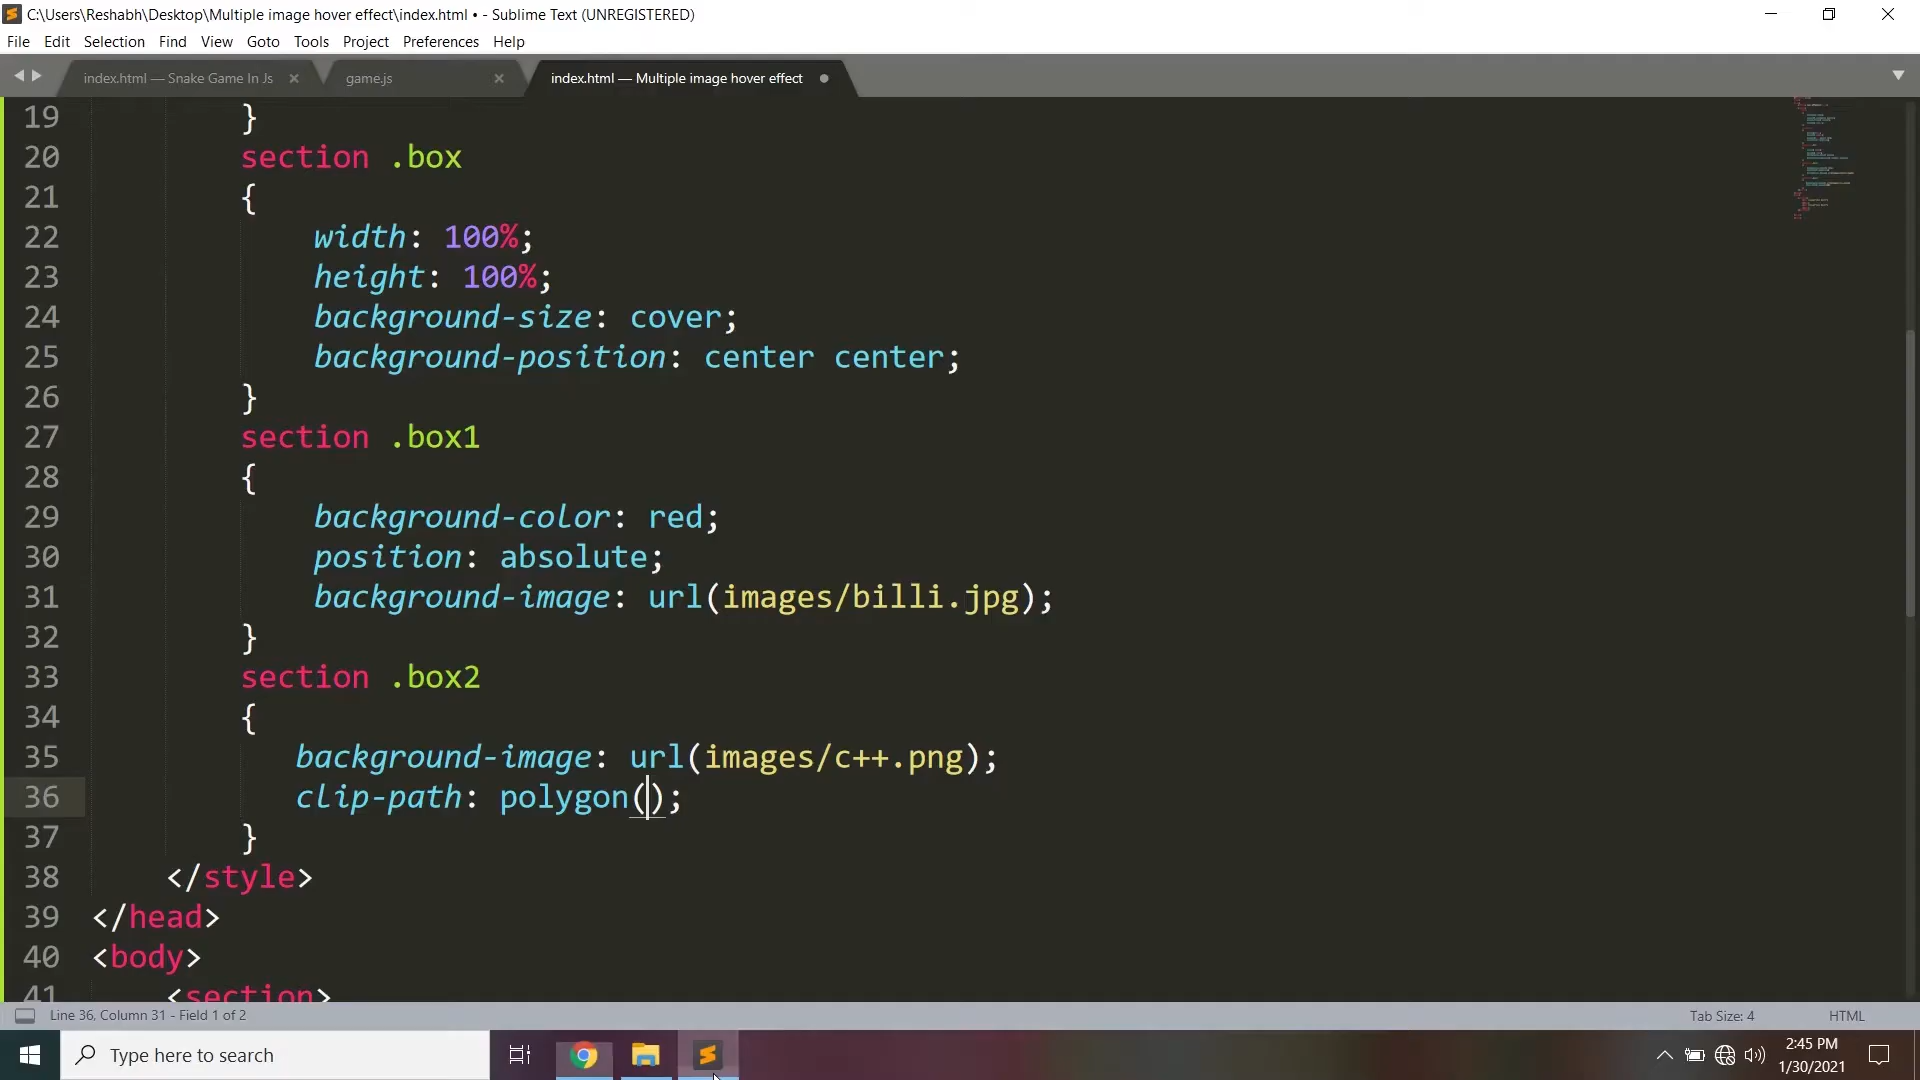 C:\Users\Reshabh\Desktop\Multiple image hover effect\index.html • - Sublime Text (UNREGISTERED)
File Edit Selection Find View Goto Tools Project Preferences Help
index.html — Snake Game In Js
game.js
index.html — Multiple image hover effect
19 }
20 section .box
21 {
22 width: 100%;
23 height: 100%;
24 background-size: cover;
25 background-position: center center;
26 }
27 section .box1
28 {
29 background-color: red;
30 position: absolute;
31 background-image: url(images/billi.jpg);
32 }
33 section .box2
34 {
35 background-image: url(images/c++.png);
36 clip-path: polygon();
37 }
38 </style>
39 </head>
40 <body>
41 <section>
Line 36, Column 31 - Field 1 of 2
Tab Size: 4
HTML
Type here to search
2:45 PM
1/30/2021